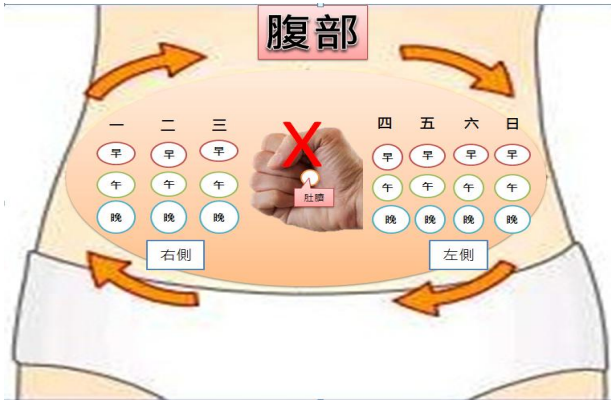 腹部
一 二 三 四 五 六 日
早 早 早 早 早 早 早
午 午 午 午 午 午 午
晚 晚 晚 晚 晚 晚 晚
X
肚臍
右側 左側